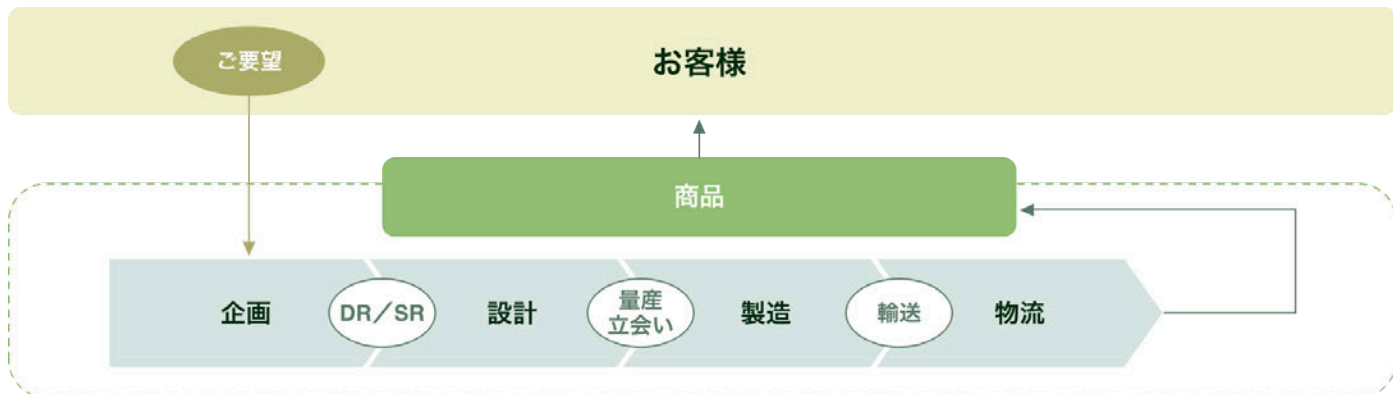 ご要望
お客様
商品
企画
DR／SR
設計
量産
立会い
製造
輸送
物流